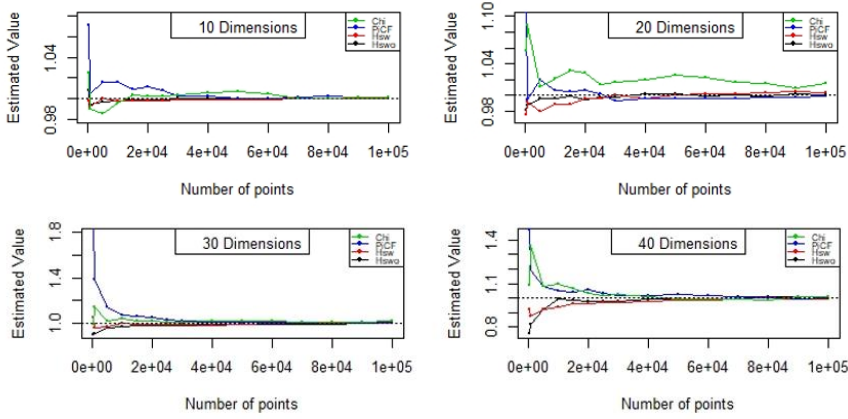 10 Dimensions
Chi
PjCF
Hsw
Hswo
Estimated Value
0.98
1.04
0e+00 2e+04 4e+04 6e+04 8e+04 1e+05
Number of points
20 Dimensions
Chi
PjCF
Hsw
Hswo
Estimated Value
0.98
1.04
1.10
0e+00 2e+04 4e+04 6e+04 8e+04 1e+05
Number of points
30 Dimensions
Chi
PjCF
Hsw
Hswo
Estimated Value
1.0
1.4
1.8
0e+00 2e+04 4e+04 6e+04 8e+04 1e+05
Number of points
40 Dimensions
Chi
PjCF
Hsw
Hswo
Estimated Value
0.8
1.1
1.4
0e+00 2e+04 4e+04 6e+04 8e+04 1e+05
Number of points